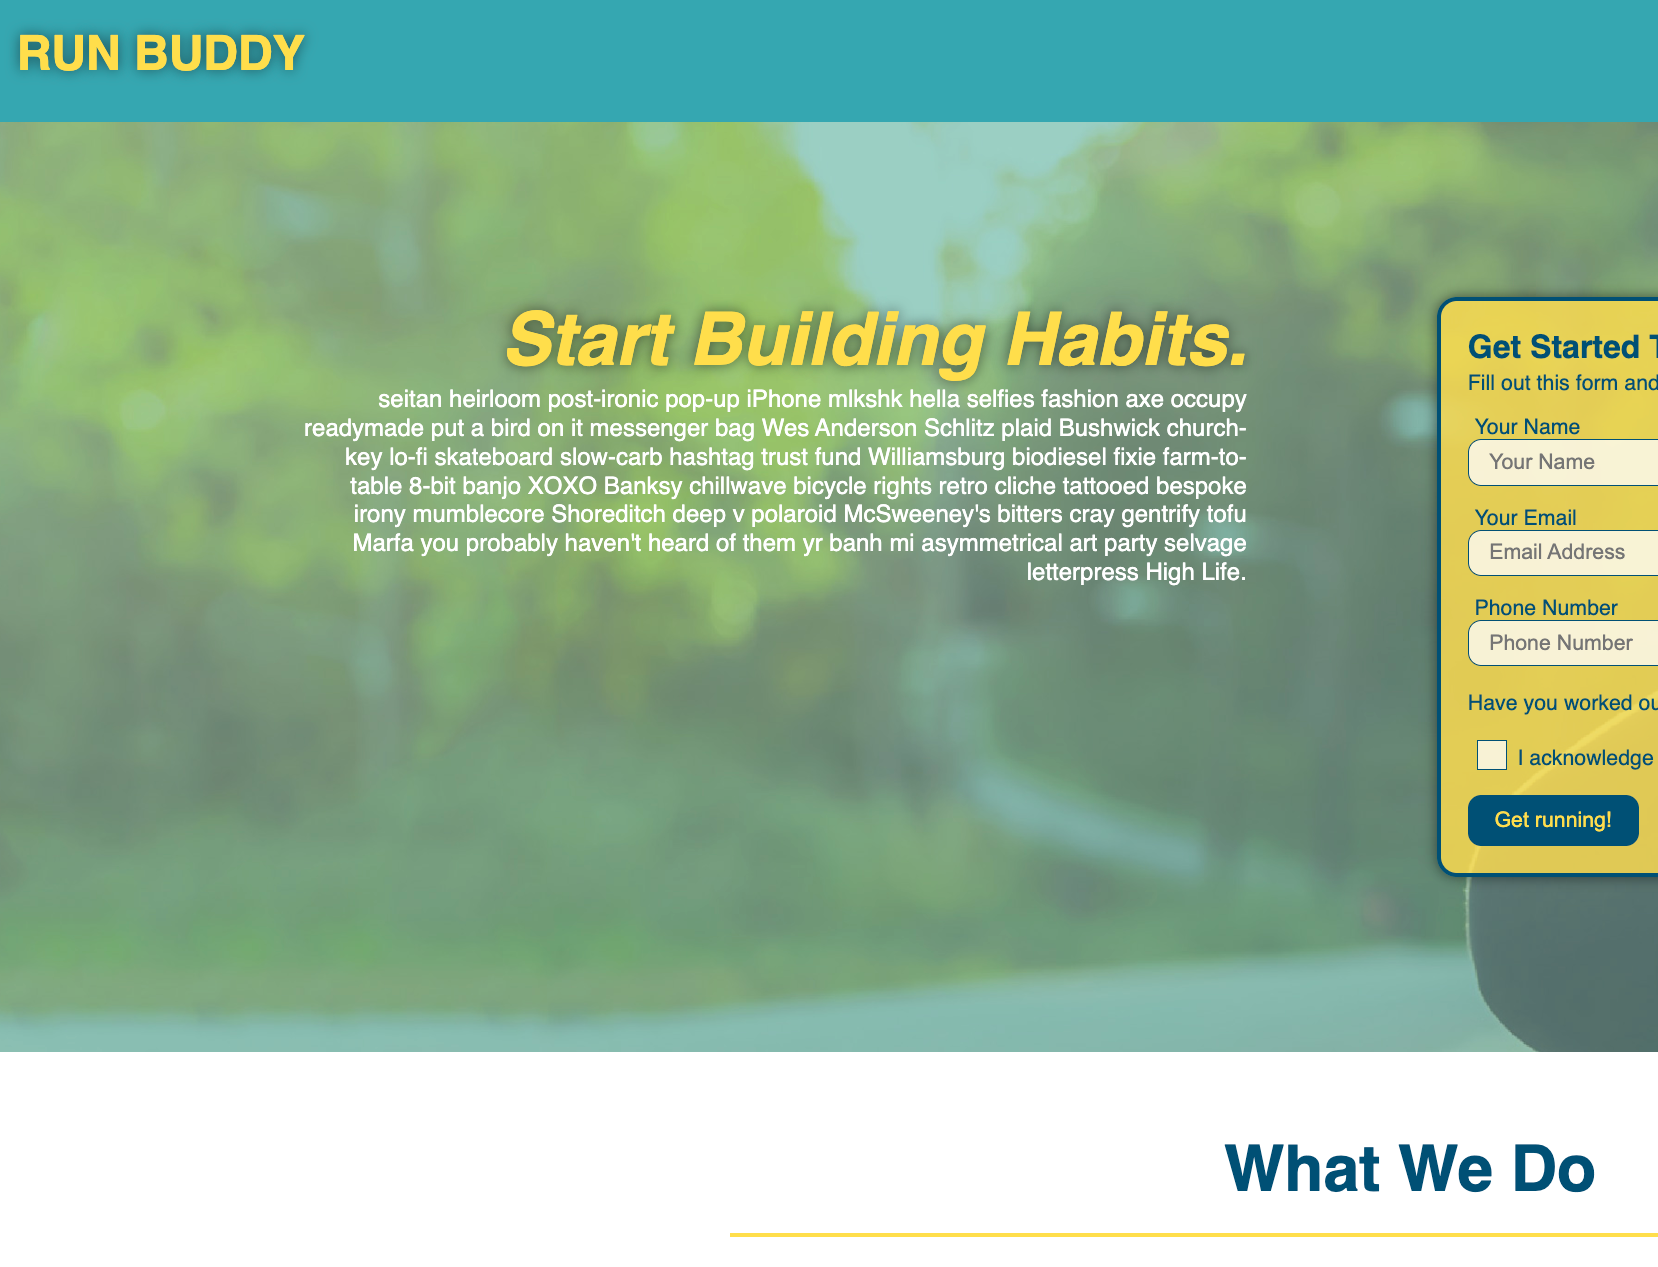 RUN BUDDY
Start Building Habits.
seitan heirloom post-ironic pop-up iPhone mlkshk hella selfies fashion axe occupy
readymade put a bird on it messenger bag Wes Anderson Schlitz plaid Bushwick church-
key lo-fi skateboard slow-carb hashtag trust fund Williamsburg biodiesel fixie farm-to-
table 8-bit banjo XOXO Banksy chillwave bicycle rights retro cliche tattooed bespoke
irony mumblecore Shoreditch deep v polaroid McSweeney's bitters cray gentrify tofu
Marfa you probably haven't heard of them yr banh mi asymmetrical art party selvage
letterpress High Life.
Get Started
Fill out this form and
Your Name
Your Name
Your Email
Email Address
Phone Number
Phone Number
Have you worked
I acknowledge
Get running!
What We Do